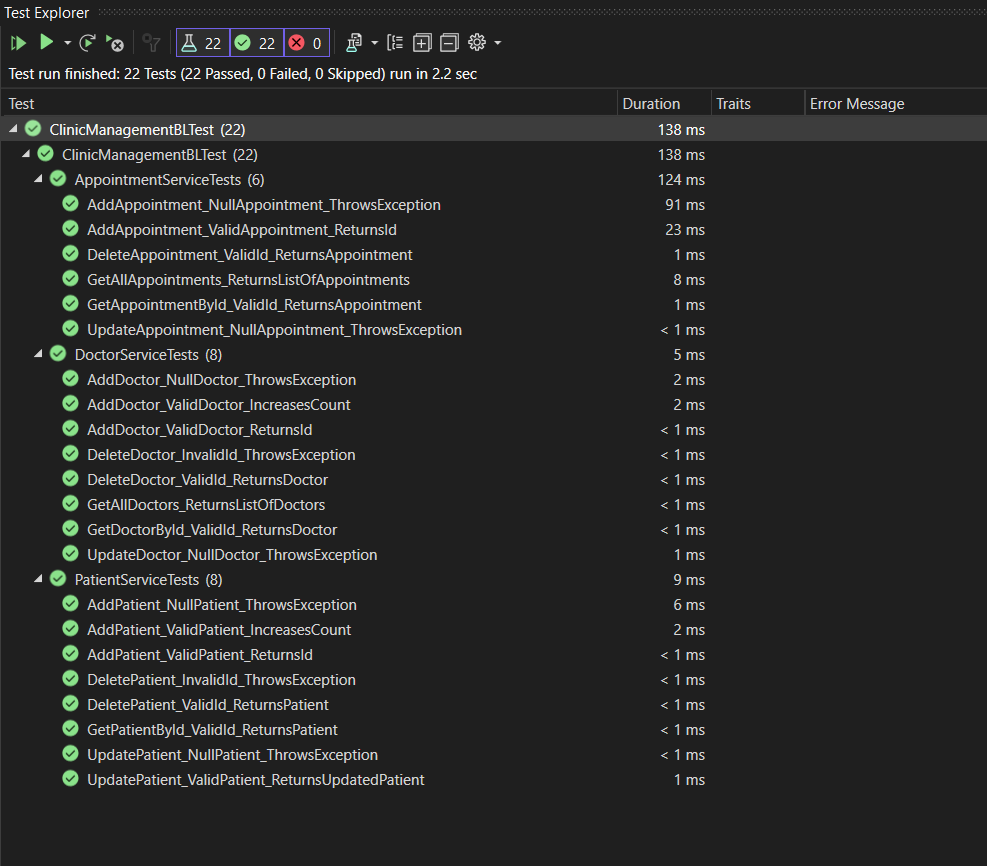 Test Explorer
22 22 0
Test run finished: 22 Tests (22 Passed, 0 Failed, 0 Skipped) run in 2.2 sec
Test Duration Traits Error Message
ClinicManagementBLTest (22) 138 ms
ClinicManagementBLTest (22) 138 ms
AppointmentServiceTests (6) 124 ms
AddAppointment_NullAppointment_ThrowsException 91 ms
AddAppointment_ValidAppointment_ReturnsId 23 ms
DeleteAppointment_ValidId_ReturnsAppointment 1 ms
GetAllAppointments_ReturnsListOfAppointments 8 ms
GetAppointmentById_ValidId_ReturnsAppointment 1 ms
UpdateAppointment_NullAppointment_ThrowsException < 1 ms
DoctorServiceTests (8) 5 ms
AddDoctor_NullDoctor_ThrowsException 2 ms
AddDoctor_ValidDoctor_IncreasesCount 2 ms
AddDoctor_ValidDoctor_ReturnsId < 1 ms
DeleteDoctor_InvalidId_ThrowsException < 1 ms
DeleteDoctor_ValidId_ReturnsDoctor < 1 ms
GetAllDoctors_ReturnsListOfDoctors < 1 ms
GetDoctorById_ValidId_ReturnsDoctor < 1 ms
UpdateDoctor_NullDoctor_ThrowsException 1 ms
PatientServiceTests (8) 9 ms
AddPatient_NullPatient_ThrowsException 6 ms
AddPatient_ValidPatient_IncreasesCount 2 ms
AddPatient_ValidPatient_ReturnsId < 1 ms
DeletePatient_InvalidId_ThrowsException < 1 ms
DeletePatient_ValidId_ReturnsPatient < 1 ms
GetPatientById_ValidId_ReturnsPatient < 1 ms
UpdatePatient_NullPatient_ThrowsException < 1 ms
UpdatePatient_ValidPatient_ReturnsUpdatedPatient 1 ms